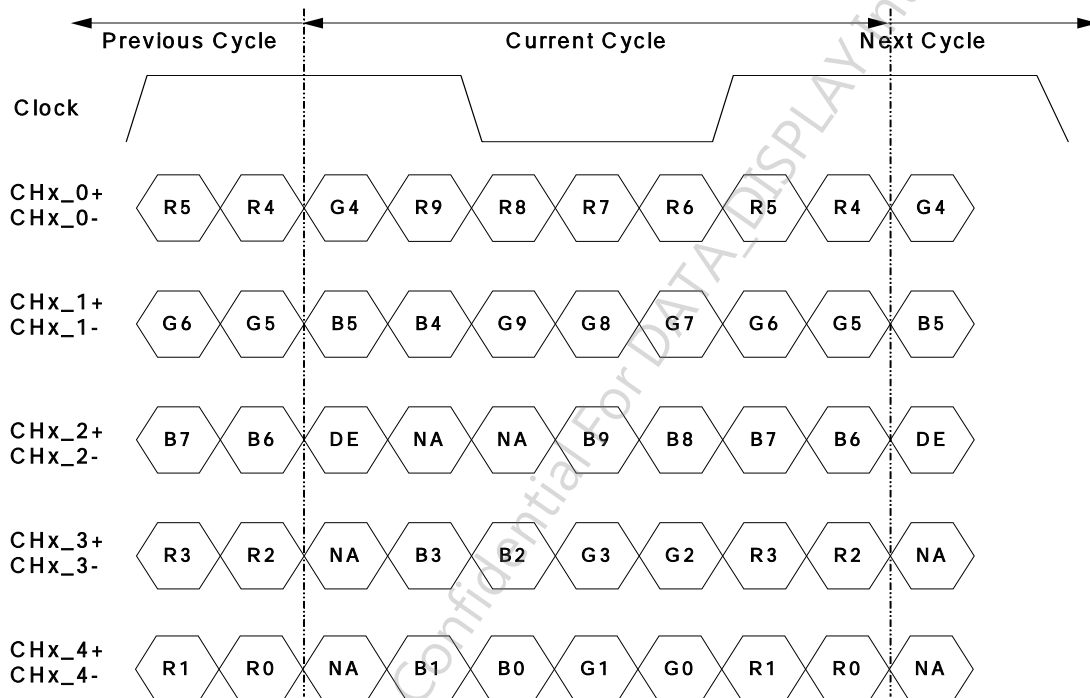 Previous Cycle Current Cycle Next Cycle
Clock
CHx_0+
CHx_0-
R5 R4 G4 R9 R8 R7 R6 R5 R4 G4
CHx_1+
CHx_1-
G6 G5 B5 B4 G9 G8 G7 G6 G5 B5
CHx_2+
CHx_2-
B7 B6 DE NA NA B9 B8 B7 B6 DE
CHx_3+
CHx_3-
R3 R2 NA B3 B2 G3 G2 R3 R2 NA
CHx_4+
CHx_4-
R1 R0 NA B1 B0 G1 G0 R1 R0 NA
Confidential For DATA_DISPLAY